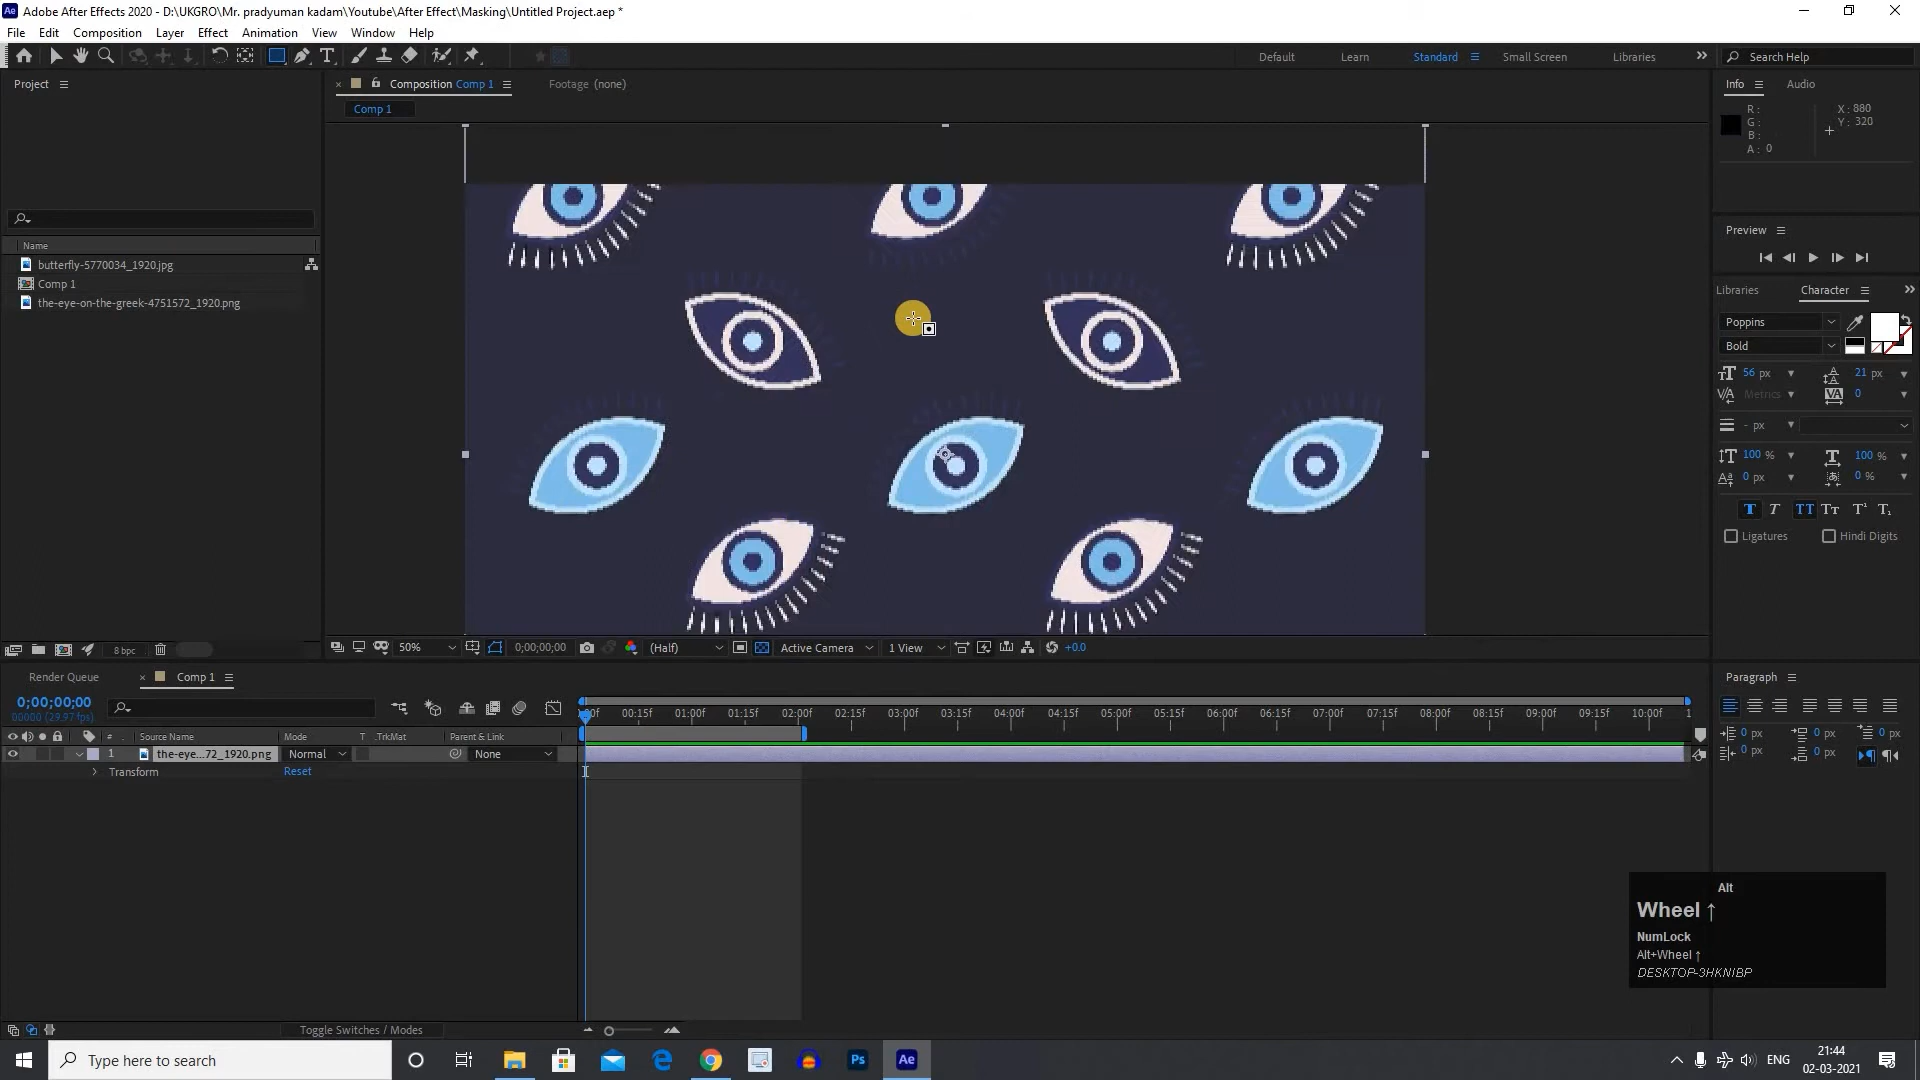 Adobe After Effects 2020 - D:\UKGRO\Mr. pradyuman kadam\Youtube\After Effect\Masking\Untitled Project.aep *
File Edit Composition Layer Effect Animation View Window Help
Default Learn Standard Small Screen Libraries Search Help
Project
Composition Comp 1 Footage (none)
Comp 1
Info Audio
R :
G :
B :
A : 0
X : 880
Y : 320
Name
butterfly-5770034_1920.jpg
Comp 1
the-eye-on-the-greek-4751572_1920.png
Preview
Libraries Character
Poppins
Bold
56 px 21 px
Metrics 0
- px
100 % 100 %
0 px 0 %
Ligatures Hindi Digits
8 bpc
50% 0;00;00;00 (Half) Active Camera 1 View +0.0
Render Queue Comp 1
Paragraph
0;00;00;00
00000 (29.97 fps)
00:15f 01:00f 01:15f 02:00f 02:15f 03:00f 03:15f 04:00f 04:15f 05:00f 05:15f 06:00f 06:15f 07:00f 07:15f 08:00f 08:15f 09:00f 09:15f 10:00f 1
# Source Name Mode T .TrkMat Parent & Link
1 the-eye...72_1920.png Normal None
Transform Reset
0 px 0 px 0 px
0 px 0 px
Alt
Wheel ↑
NumLock
Alt+Wheel ↑
DESKTOP-3HKNIBP
Toggle Switches / Modes
Type here to search
Ps Ae
ENG
21:44
02-03-2021